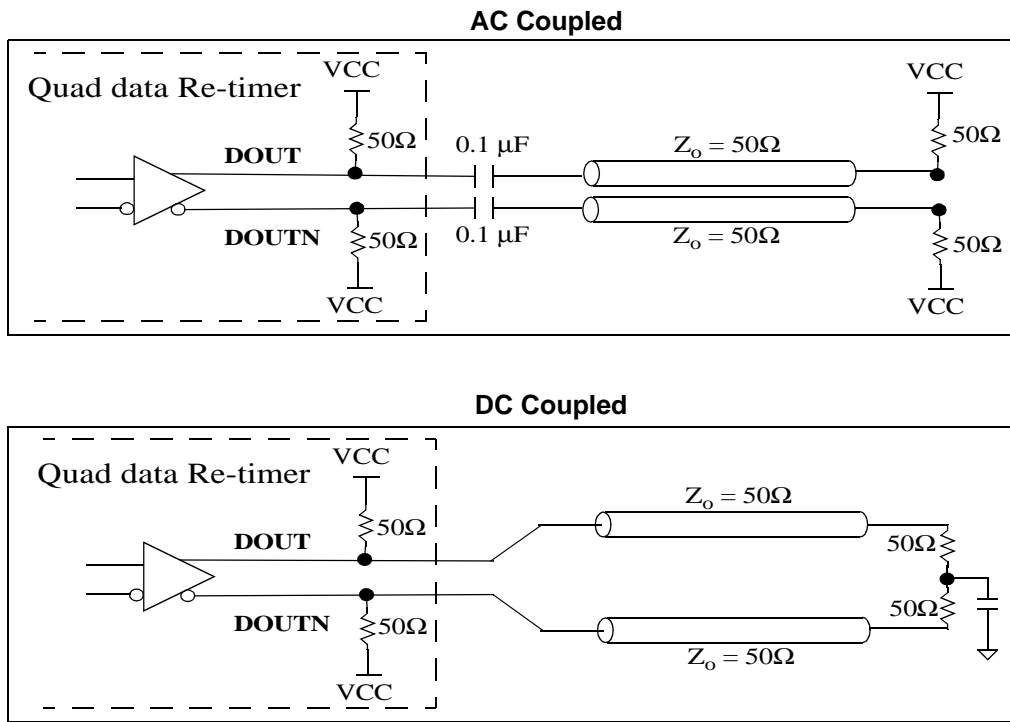 AC Coupled
VCC
VCC
Quad data Re-timer
50Ω
50Ω
0.1 µF
Zo = 50Ω
DOUT
DOUTN
50Ω
0.1 µF
Zo = 50Ω
50Ω
VCC
VCC
DC Coupled
VCC
Quad data Re-timer
Zo = 50Ω
50Ω
DOUT
50Ω
50Ω
DOUTN
50Ω
Zo = 50Ω
VCC